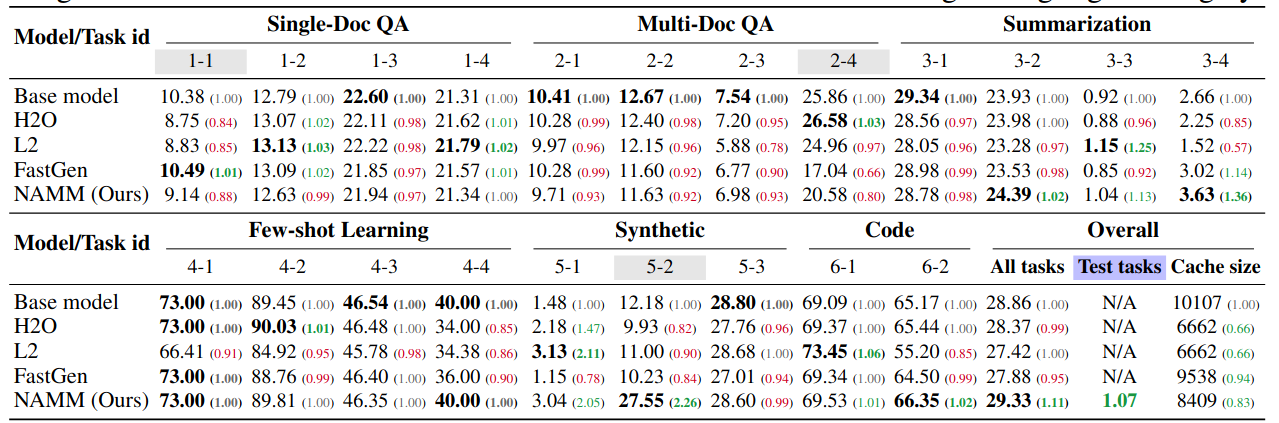 Model/Task id Single-Doc QA Multi-Doc QA Summarization
1-1 1-2 1-3 1-4 2-1 2-2 2-3 2-4 3-1 3-2 3-3 3-4
Base model 10.38 (1.00) 12.79 (1.00) 22.60 (1.00) 21.31 (1.00) 10.41 (1.00) 12.67 (1.00) 7.54 (1.00) 25.86 (1.00) 29.34 (1.00) 23.93 (1.00) 0.92 (1.00) 2.66 (1.00)
H2O 8.75 (0.84) 13.07 (1.02) 22.11 (0.98) 21.62 (1.01) 10.28 (0.99) 12.40 (0.98) 7.20 (0.95) 26.58 (1.03) 28.56 (0.97) 23.98 (1.00) 0.88 (0.96) 2.25 (0.85)
L2 8.83 (0.85) 13.13 (1.03) 22.22 (0.98) 21.79 (1.02) 9.97 (0.96) 12.15 (0.96) 5.88 (0.78) 24.96 (0.97) 28.05 (0.96) 23.28 (0.97) 1.15 (1.25) 1.52 (0.57)
FastGen 10.49 (1.01) 13.09 (1.02) 21.85 (0.97) 21.57 (1.01) 10.28 (0.99) 11.60 (0.92) 6.77 (0.90) 17.04 (0.66) 28.98 (0.99) 23.53 (0.98) 0.85 (0.92) 3.02 (1.14)
NAMM (Ours) 9.14 (0.88) 12.63 (0.99) 21.94 (0.97) 21.34 (1.00) 9.71 (0.93) 11.63 (0.92) 6.98 (0.93) 20.58 (0.80) 28.78 (0.98) 24.39 (1.02) 1.04 (1.13) 3.63 (1.36)
Model/Task id Few-shot Learning Synthetic Code Overall
4-1 4-2 4-3 4-4 5-1 5-2 5-3 6-1 6-2 All tasks Test tasks Cache size
Base model 73.00 (1.00) 89.45 (1.00) 46.54 (1.00) 40.00 (1.00) 1.48 (1.00) 12.18 (1.00) 28.80 (1.00) 69.09 (1.00) 65.17 (1.00) 28.86 (1.00) N/A 10107 (1.00)
H2O 73.00 (1.00) 90.03 (1.01) 46.48 (1.00) 34.00 (0.85) 2.18 (1.47) 9.93 (0.82) 27.76 (0.96) 69.37 (1.00) 65.44 (1.00) 28.37 (0.99) N/A 6662 (0.66)
L2 66.41 (0.91) 84.92 (0.95) 45.78 (0.98) 34.38 (0.86) 3.13 (2.11) 11.00 (0.90) 28.68 (1.00) 73.45 (1.06) 55.20 (0.85) 27.42 (1.00) N/A 6662 (0.66)
FastGen 73.00 (1.00) 88.76 (0.99) 46.40 (1.00) 36.00 (0.90) 1.15 (0.78) 10.23 (0.84) 27.01 (0.94) 69.34 (1.00) 64.50 (0.99) 27.88 (0.95) N/A 9538 (0.94)
NAMM (Ours) 73.00 (1.00) 89.81 (1.00) 46.35 (1.00) 40.00 (1.00) 3.04 (2.05) 27.55 (2.26) 28.60 (0.99) 69.53 (1.01) 66.35 (1.02) 29.33 (1.11) 1.07 8409 (0.83)